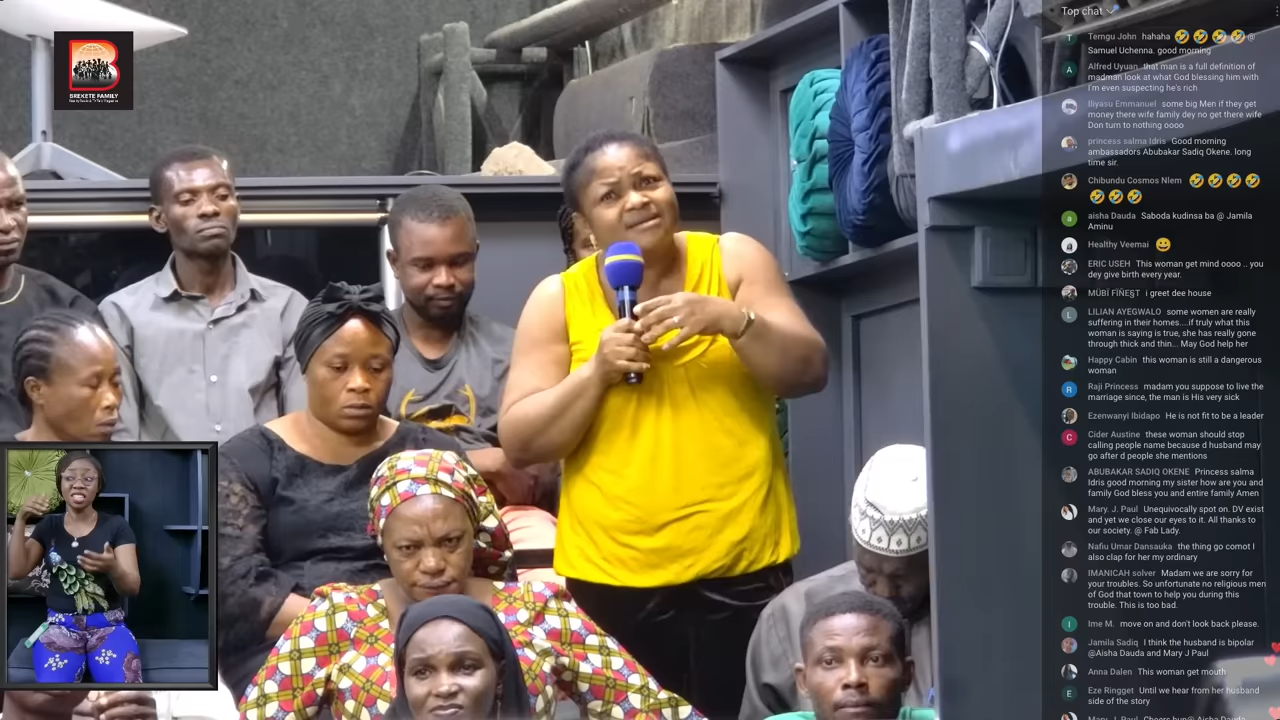 BREKETE FAMILY
Top chat
Terngu John hahaha 🤣 🤣 🤣 🤣 @
Samuel Uchenna. good morning
Alfred Uyuan that man is a full definition of
madman look at what God blessing him with
I'm even suspecting he's rich
Iliyasu Emmanuel some big Men if they get
money there wife family dey no get there wife
Don turn to nothing oooo
princess salma Idris Good morning
ambassadors Abubakar Sadiq Okene. long
time sir.
Chibundu Cosmos Nlem 🤣 🤣 🤣 🤣
🤣 🤣 🤣
aisha Dauda Saboda kudinsa ba @ Jamila
Aminu
Healthy Veemai 😀
ERIC USEH This woman get mind oooo .. you
dey give birth every year.
MÜBÏ FÏÑE§T i greet dee house
LILIAN AYEGWALO some women are really
suffering in their homes....if truly what this
woman is saying is true, she has really gone
through thick and thin... May God help her
Happy Cabin this woman is still a dangerous
woman
Raji Princess madam you suppose to live the
marriage since, the man is His very sick
Ezenwanyi Ibidapo He is not fit to be a leader
Cider Austine these woman should stop
calling people name because d husband may
go after d people she mentions
ABUBAKAR SADIQ OKENE Princess salma
Idris good morning my sister how are you and
family God bless you and entire family Amen
Mary. J. Paul Unequivocally spot on. DV exist
and yet we close our eyes to it. All thanks to
our society. @ Fab Lady.
Nafiu Umar Dansauka the thing go comot I
also clap for her my ordinary
IMANICAH solver Madam we are sorry for
your troubles. So unfortunate no religious men
of God that town to help you during this
trouble. This is too bad.
Ime M. move on and don't look back please.
Jamila Sadiq I think the husband is bipolar
@Aisha Dauda and Mary J Paul
Anna Dalen This woman get mouth
Eze Ringget Until we hear from her husband
side of the story